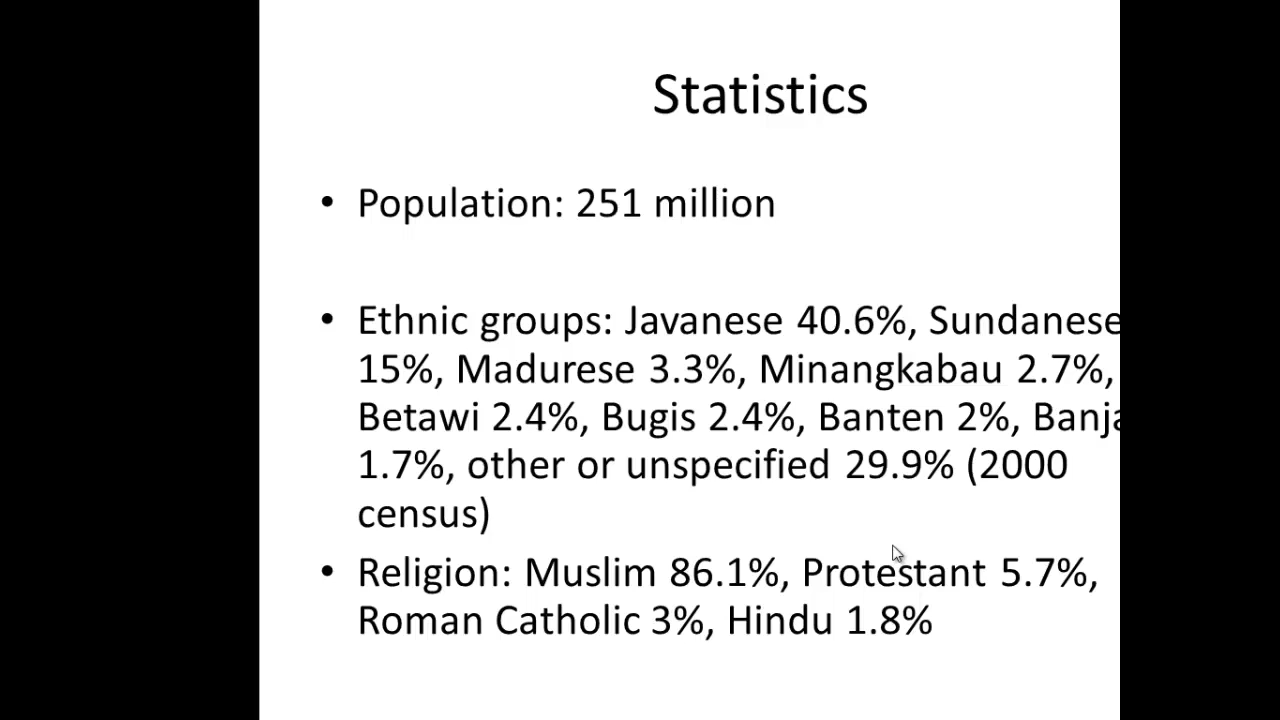 Statistics
• Population: 251 million
• Ethnic groups: Javanese 40.6%, Sundanese
15%, Madurese 3.3%, Minangkabau 2.7%,
Betawi 2.4%, Bugis 2.4%, Banten 2%,
1.7%, other or unspecified 29.9% (2000
census)
• Religion: Muslim 86.1%, Protestant 5.7%,
Roman Catholic 3%, Hindu 1.8%